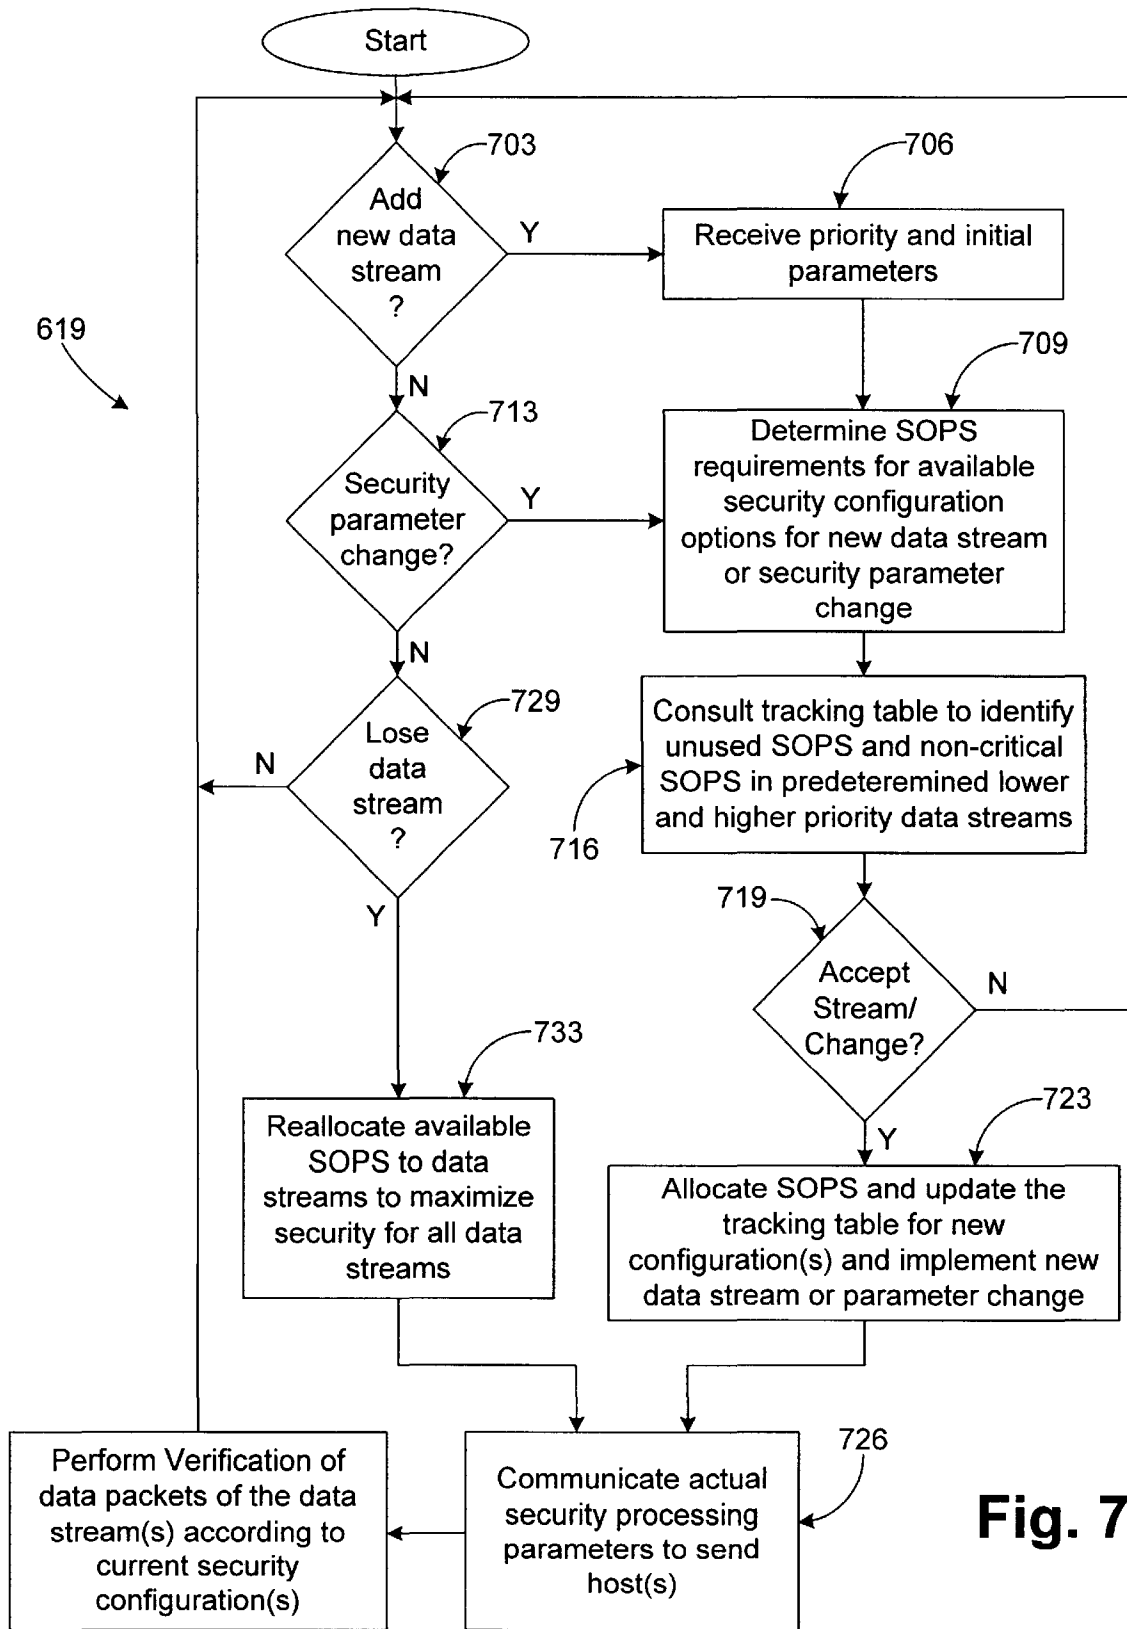 Start
703
Add
new data
stream
?
Y
N
706
Receive priority and initial
parameters
619
709
Determine SOPS
requirements for available
security configuration
options for new data stream
or security parameter
change
713
Security
parameter
change?
Y
N
729
Lose
data
stream
?
N
Y
Consult tracking table to identify
unused SOPS and non-critical
SOPS in predeteremined lower
and higher priority data streams
716
719
Accept
Stream/
Change?
N
Y
733
Reallocate available
SOPS to data
streams to maximize
security for all data
streams
723
Allocate SOPS and update the
tracking table for new
configuration(s) and implement new
data stream or parameter change
Perform Verification of
data packets of the data
stream(s) according to
current security
configuration(s)
Communicate actual
security processing
parameters to send
host(s)
726
Fig. 7